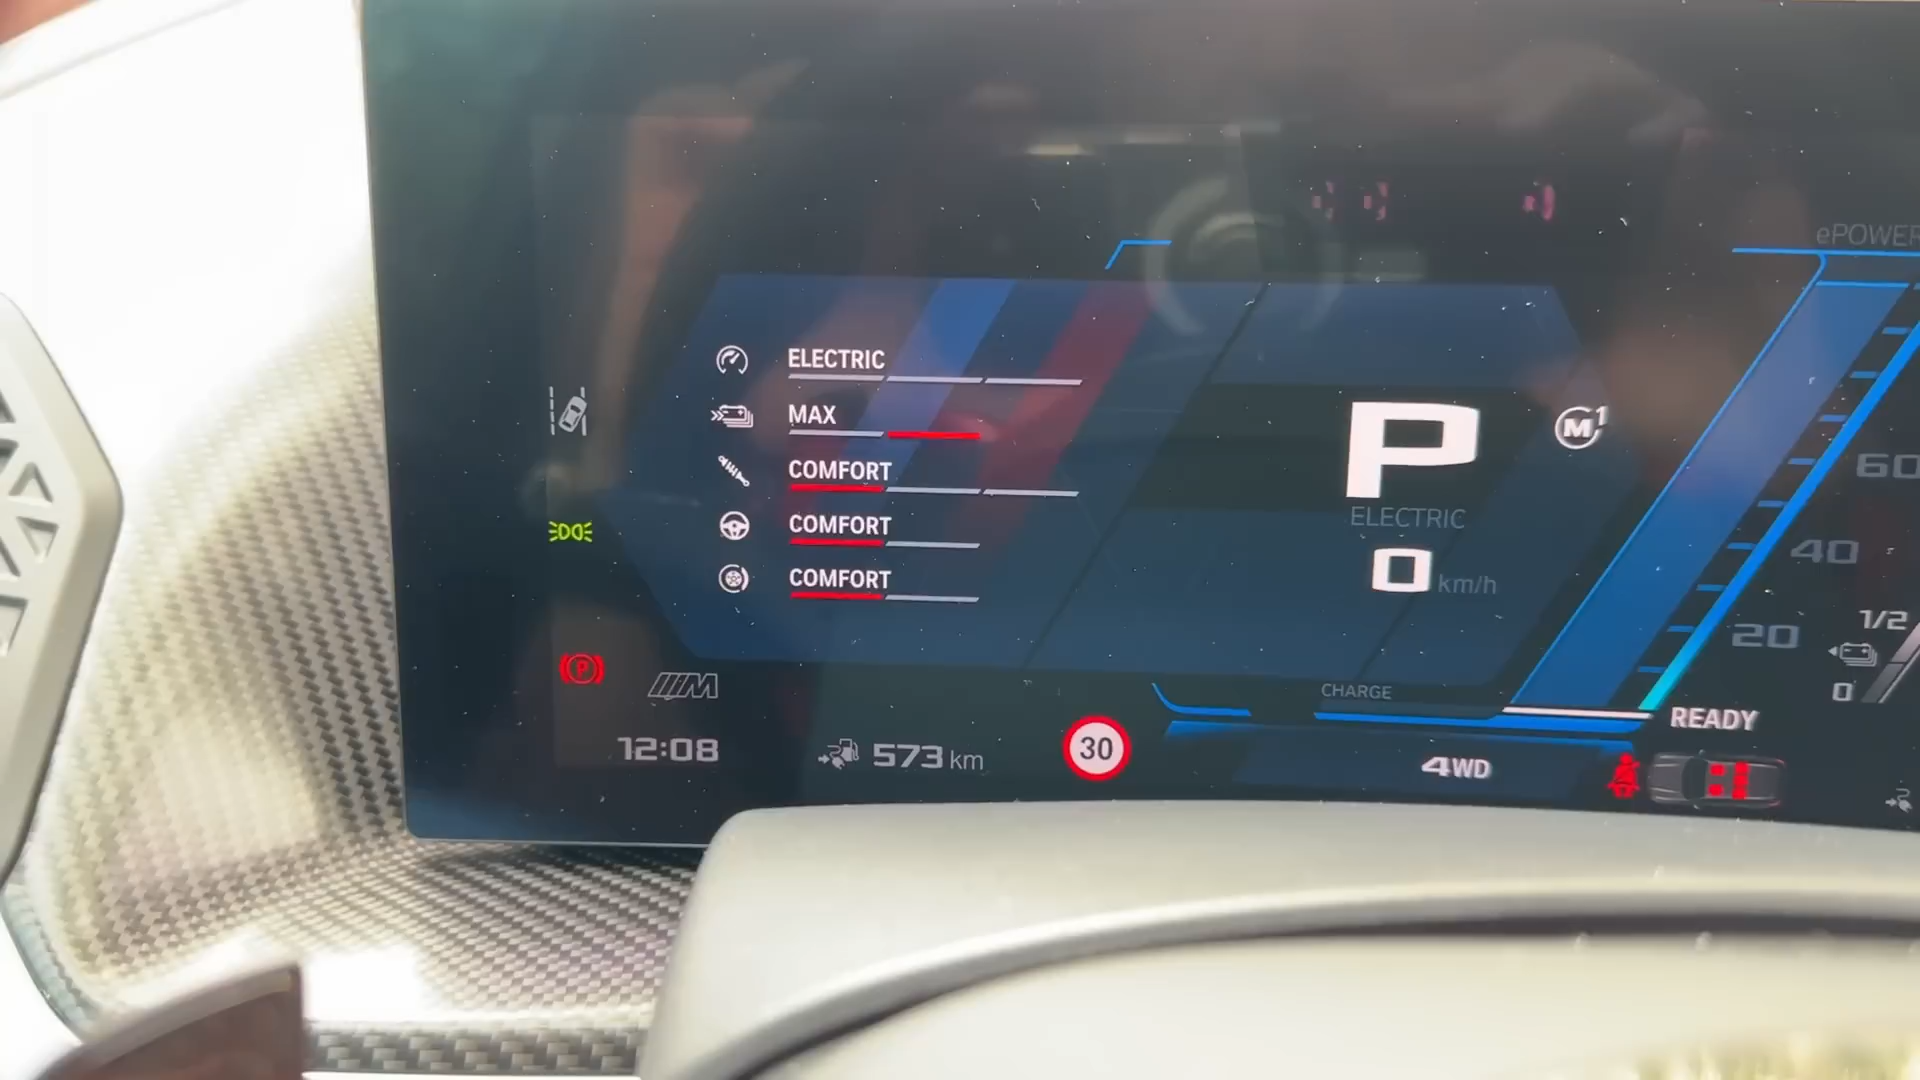 ePOWER
ELECTRIC
MAX
COMFORT
COMFORT
COMFORT
P
M1
ELECTRIC
0 km/h
60
40
20
1/2
0
CHARGE
READY
P
M
12:08
573 km
30
4WD